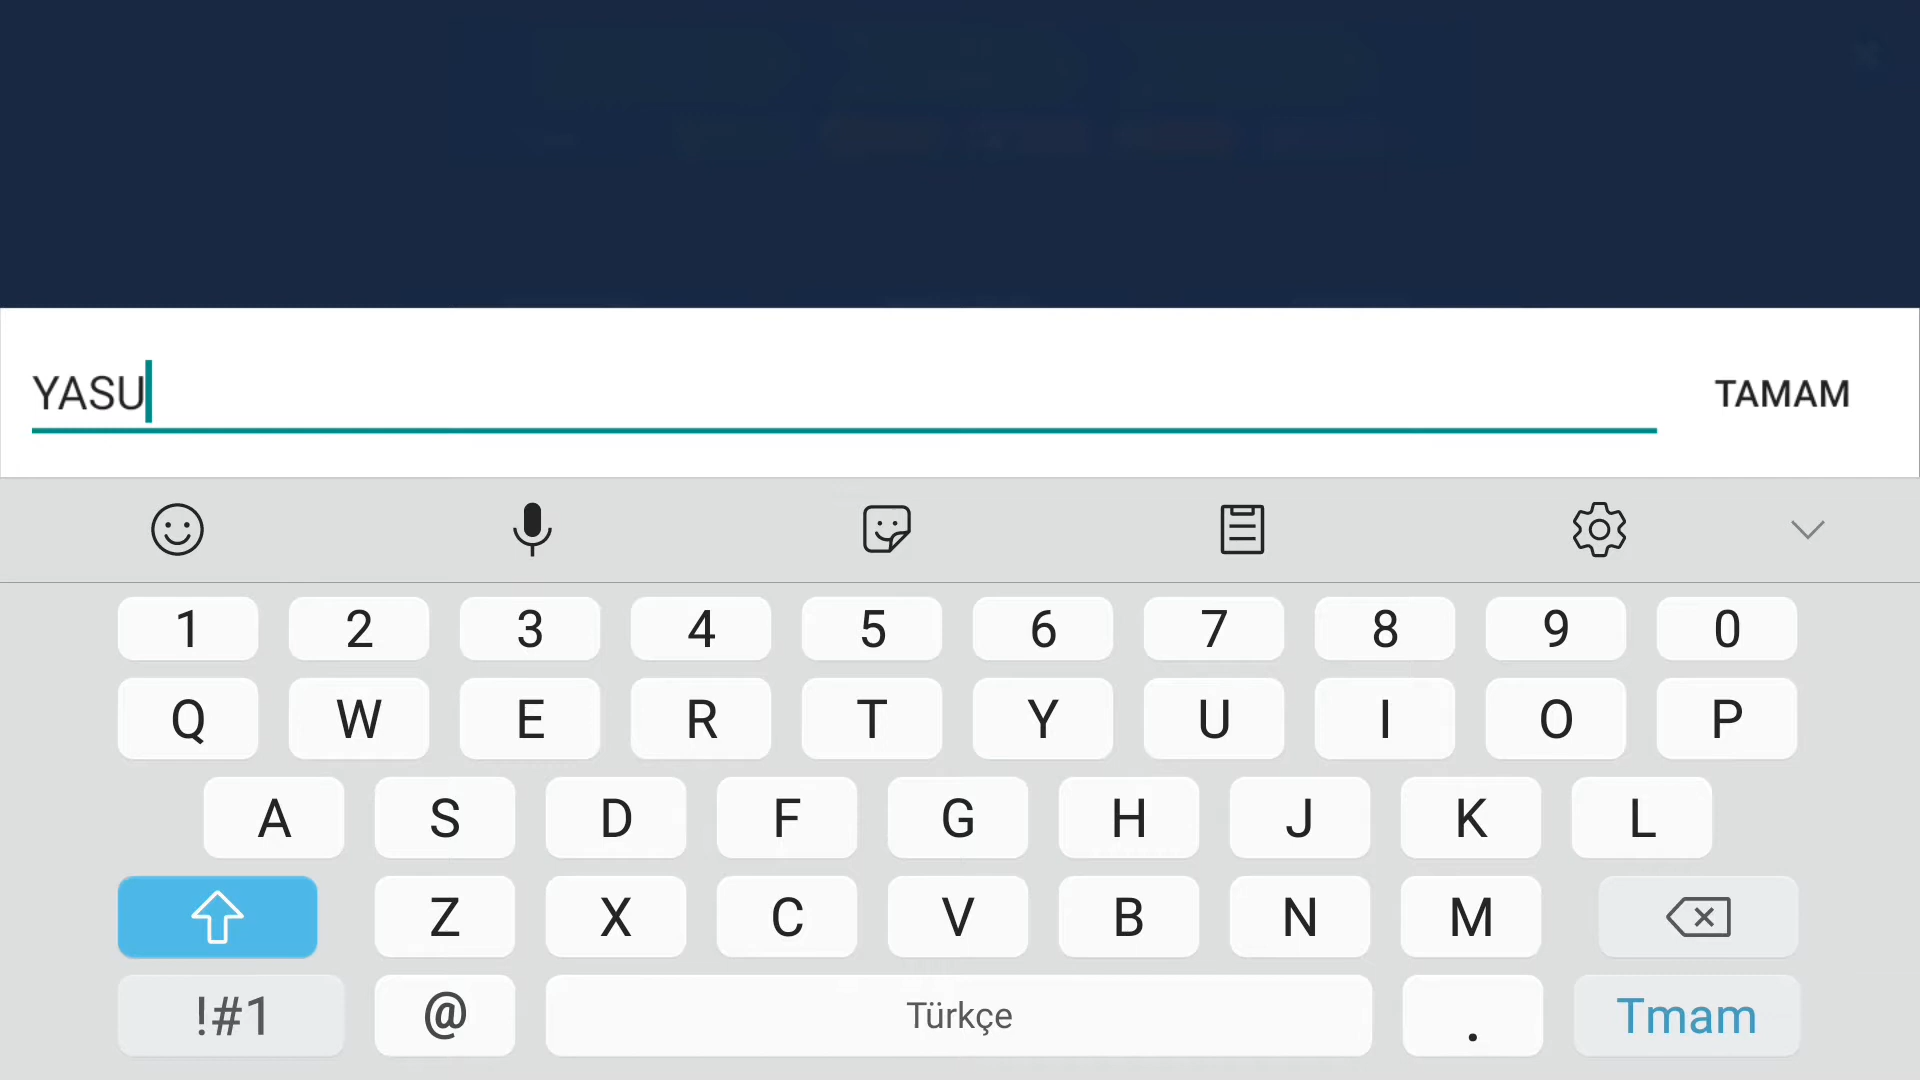 YASU
TAMAM
1 2 3 4 5 6 7 8 9 0
Q W E R T Y U I O P
A S D F G H J K L
Z X C V B N M
!#1 @ Türkçe . Tmam